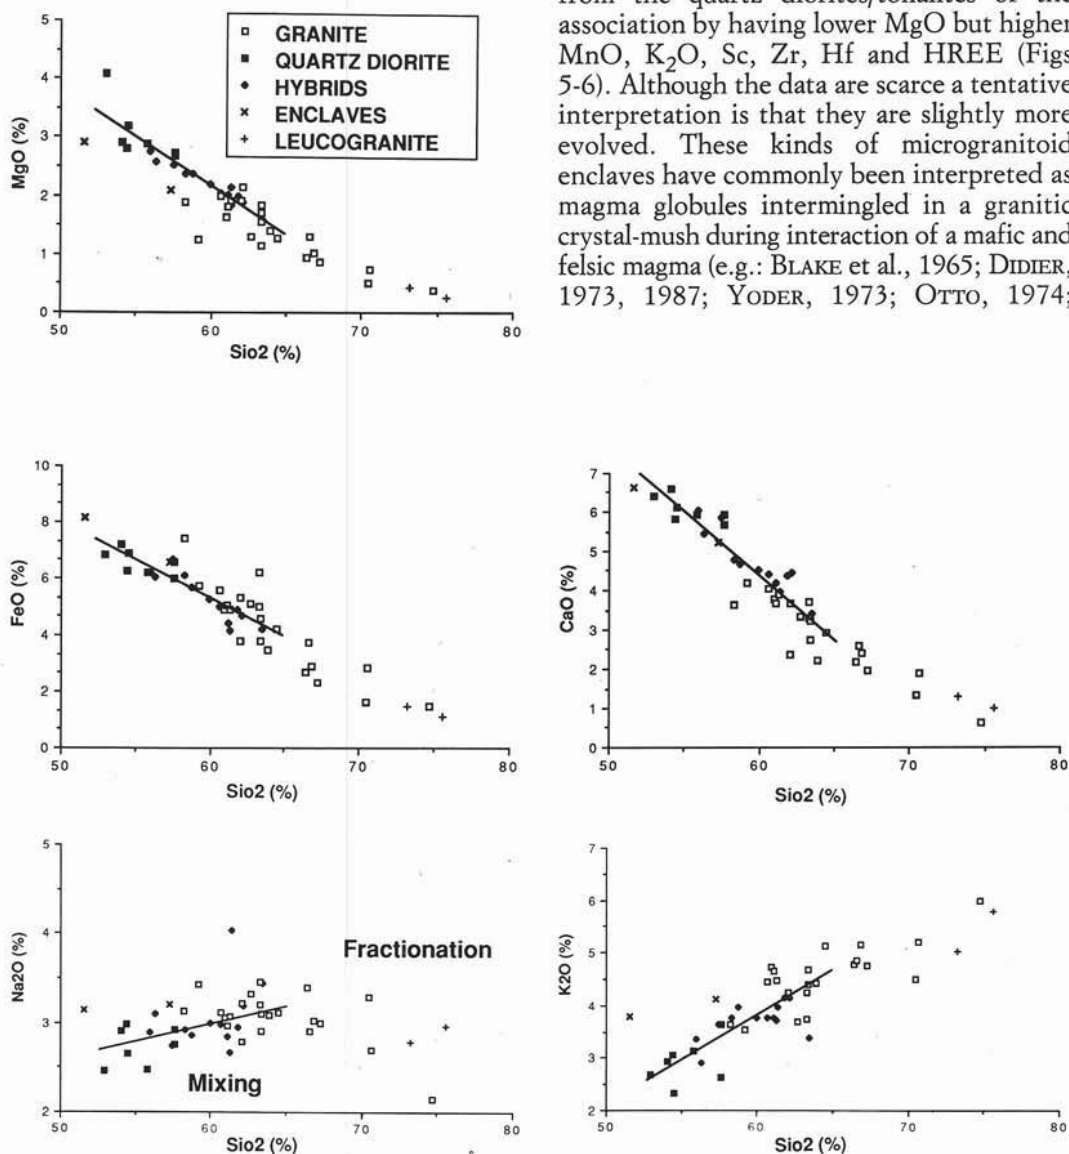 from the quartz diorites/tonalites of the
association by having lower MgO but higher
MnO, K2O, Sc, Zr, Hf and HREE (Figs
5-6). Although the data are scarce a tentative
interpretation is that they are slightly more
evolved. These kinds of microgranitoid
enclaves have commonly been interpreted as
magma globules intermingled in a granitic
crystal-mush during interaction of a mafic and
felsic magma (e.g.: BLAKE et al., 1965; DIDIER,
1973, 1987; YODER, 1973; OTTO, 1974;
GRANITE
QUARTZ DIORITE
HYBRIDS
ENCLAVES
LEUCOGRANITE
MgO (%)
5
4
3
2
1
0
50 60 70 80
Sio2 (%)
FeO (%)
10
8
6
4
2
0
50 60 70 80
Sio2 (%)
CaO (%)
7
6
5
4
3
2
1
0
50 60 70 80
Sio2 (%)
Na2O (%)
5
4
3
2
Fractionation
Mixing
50 60 70 80
Sio2 (%)
K2O (%)
7
6
5
4
3
2
50 60 70 80
Sio2 (%)